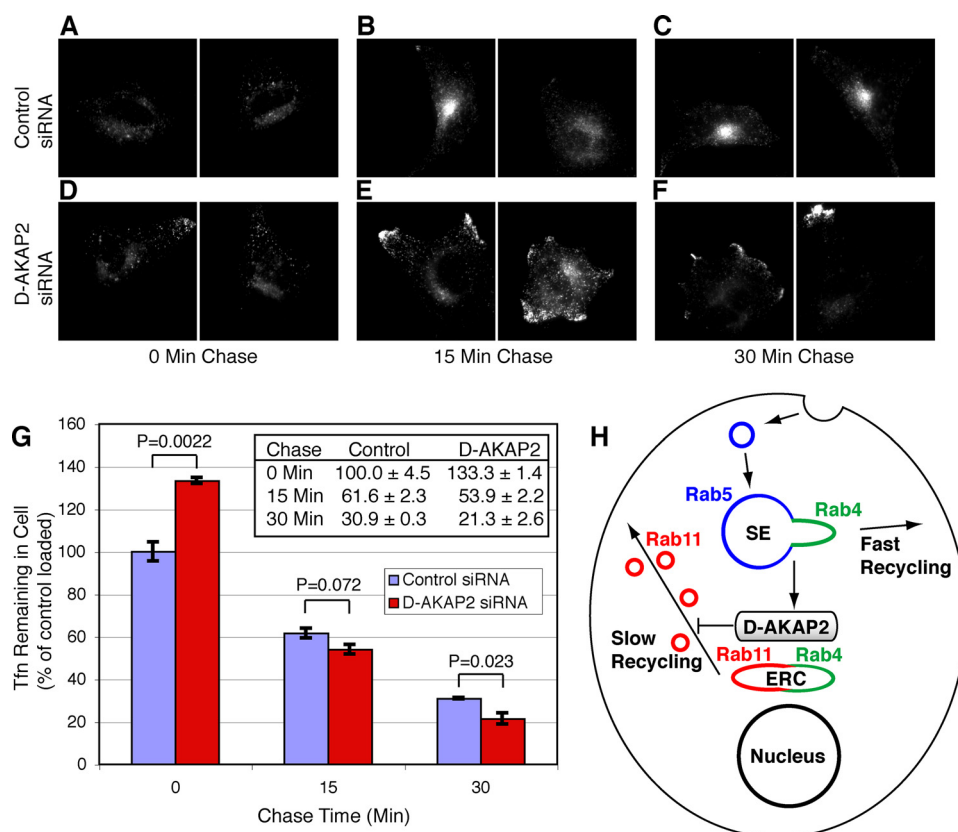 A
B
C
Control
siRNA
D
E
F
D-AKAP2
siRNA
0 Min Chase
15 Min Chase
30 Min Chase
G
Tfn Remaining in Cell
(% of control loaded)
160
140
120
100
80
60
40
20
0
P=0.0022
P=0.072
P=0.023
Chase Control D-AKAP2
0 Min 100.0 ± 4.5 133.3 ± 1.4
15 Min 61.6 ± 2.3 53.9 ± 2.2
30 Min 30.9 ± 0.3 21.3 ± 2.6
Control siRNA
D-AKAP2 siRNA
0
15
30
Chase Time (Min)
H
Rab5
Rab4
SE
Fast
Recycling
Rab11
D-AKAP2
Slow
Recycling
Rab11
Rab4
ERC
Nucleus